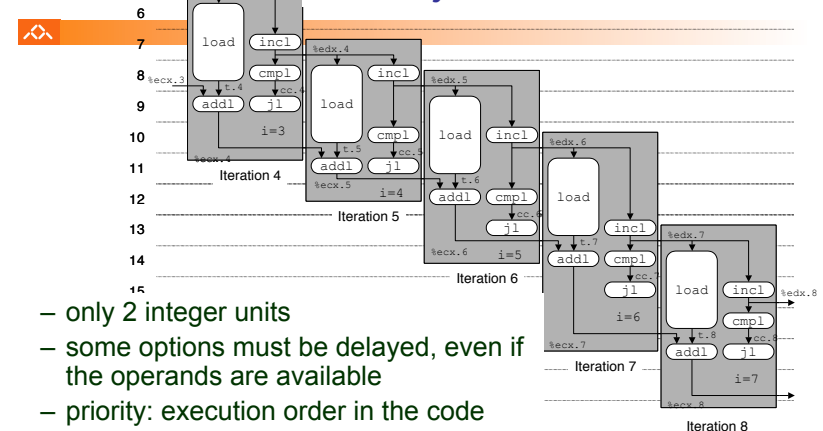 6
7
load
incl
%edx.4
8
%ecx.3
cmpl
incl
%edx.5
t.4
cc.4
load
9
addl
jl
10
i=3
cmpl
load
incl
%edx.6
t.5
cc.5
%ecx.4
11
addl
jl
t.6
load
Iteration 4
%ecx.5
i=4
12
addl
cmpl
Iteration 5
cc.6
13
jl
incl
%edx.7
t.7
%ecx.6
i=5
14
addl
cmpl
Iteration 6
cc.7
15
jl
load
incl
%edx.8
i=6
cmpl
t.8
cc.8
%ecx.7
addl
jl
Iteration 7
i=7
%ecx.8
Iteration 8
– only 2 integer units
– some options must be delayed, even if
the operands are available
– priority: execution order in the code